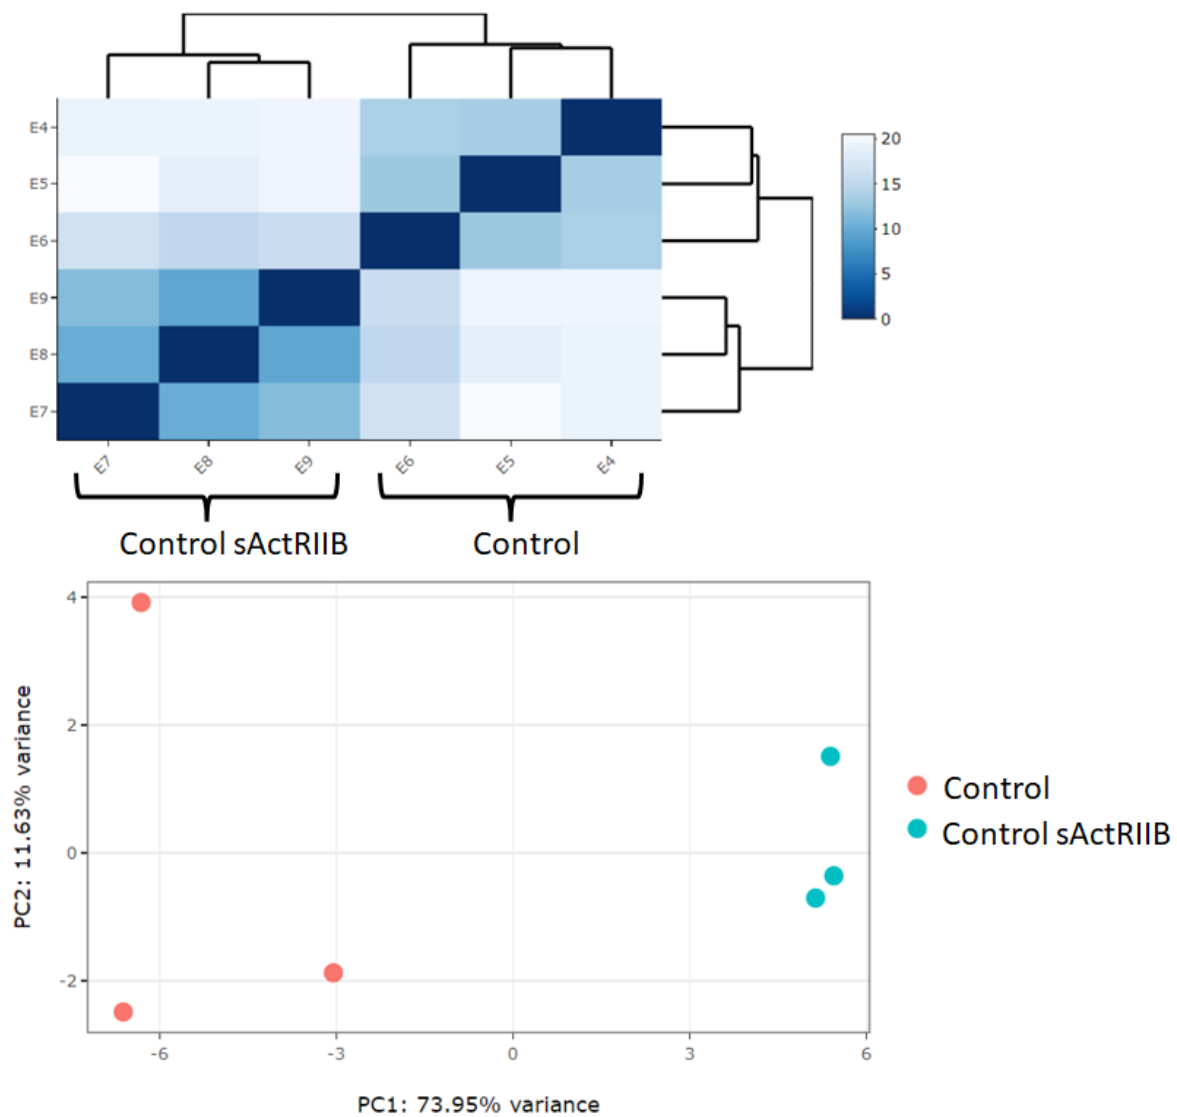 E4
E5
E6
E9
E8
E7
20
15
10
5
0
E7 E8 E9 E6 E5 E4
Control sActRIIB Control
4
2
0
-2
PC2: 11.63% variance
-6 -3 0 3 6
PC1: 73.95% variance
Control
Control sActRIIB